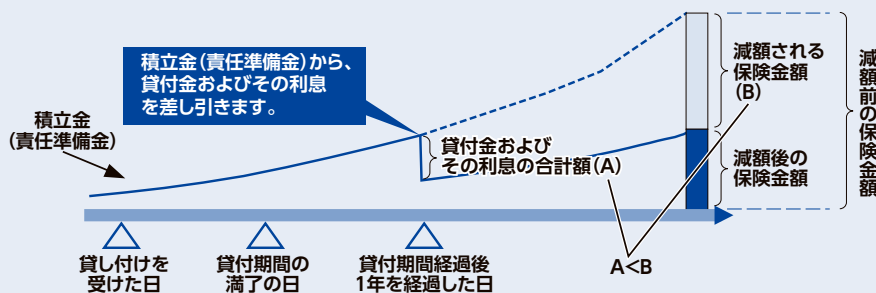 積立金(責任準備金)から、
貸付金およびその利息
を差し引きます。
積立金
(責任準備金)
貸付金および
その利息の合計額(A)
減額される
保険金額
(B)
減額後の
保険金額
減額前の保険金額
貸し付けを
受けた日
貸付期間の
満了の日
貸付期間経過後
1年を経過した日
A<B